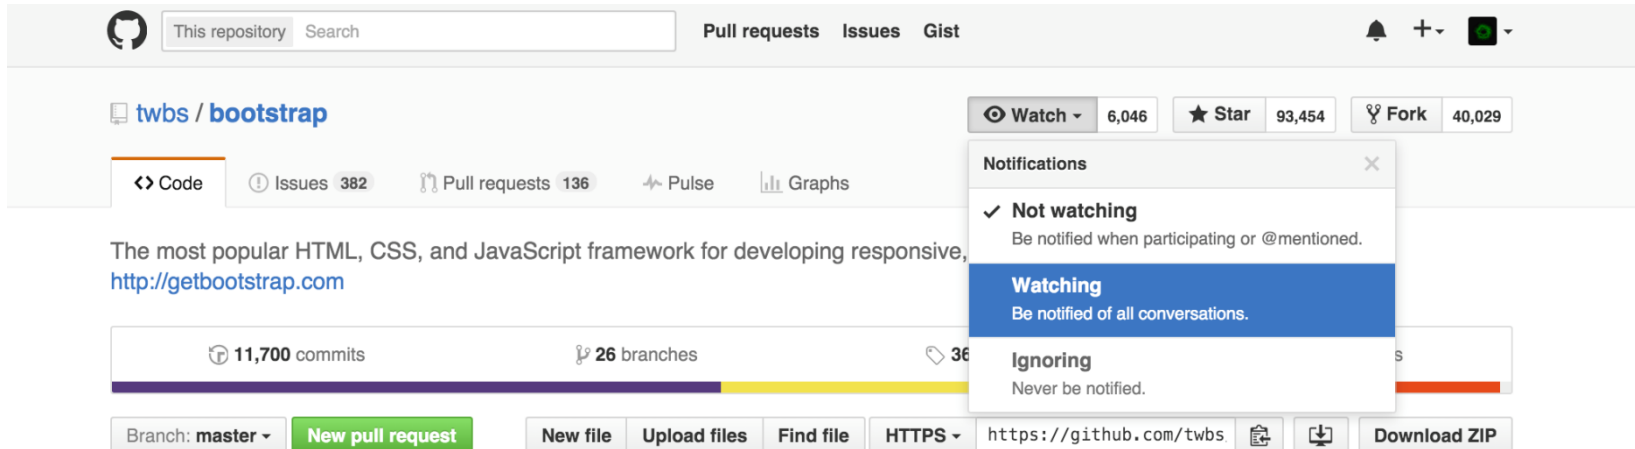 This repository Search Pull requests Issues Gist
twbs / bootstrap
Watch 6,046 Star 93,454 Fork 40,029
Notifications
Code Issues 382 Pull requests 136 Pulse Graphs
Not watching
Be notified when participating or @mentioned.
The most popular HTML, CSS, and JavaScript framework for developing responsive,
http://getbootstrap.com
Watching
Be notified of all conversations.
11,700 commits 26 branches 36 s
Ignoring
Never be notified.
Branch: master New pull request New file Upload files Find file HTTPS https://github.com/twbs Download ZIP